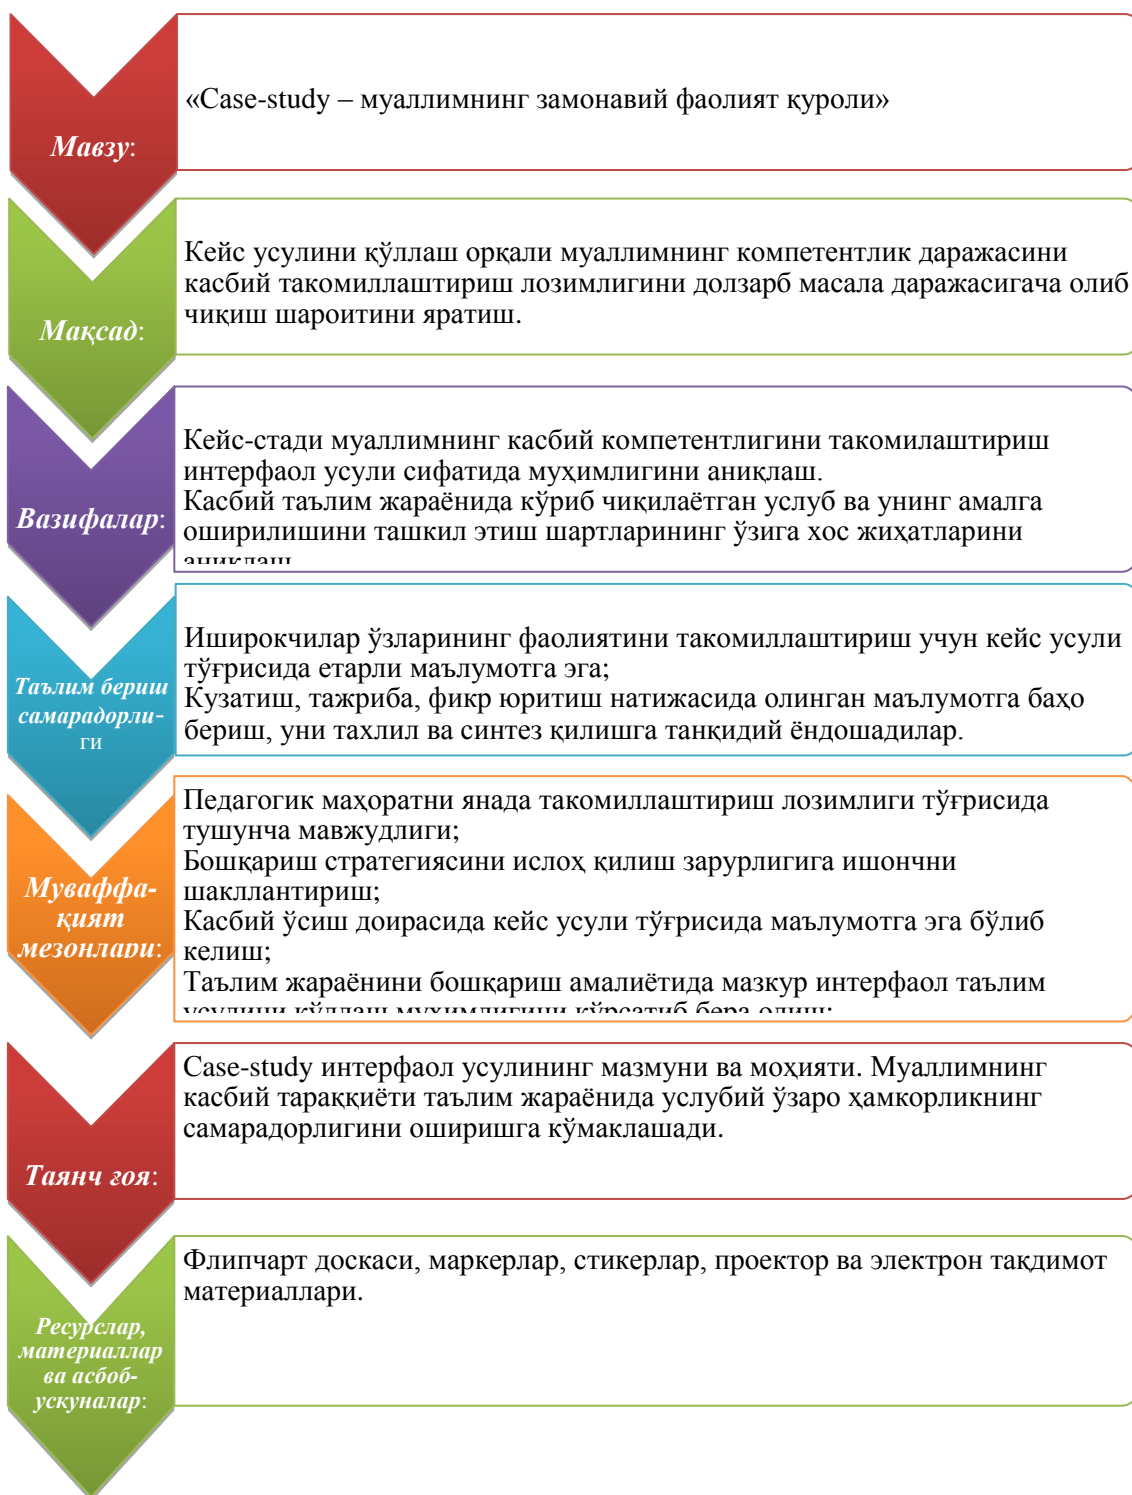 Мавзу:
«Case-study – муаллимнинг замонавий фаолият қуроли»
Мақсад:
Кейс усулини қўллаш орқали муаллимнинг компетентлик даражасини
касбий такомиллаштириш лозимлигини долзарб масала даражасигача олиб
чиқиш шароитини яратиш.
Вазифалар:
Кейс-стади муаллимнинг касбий компетентлигини такомилаштириш
интерфаол усули сифатида муҳимлигини аниқлаш.
Касбий таълим жараёнида кўриб чиқилаётган услуб ва унинг амалга
оширилишини ташкил этиш шартларининг ўзига хос жиҳатларини
аниқлаш
Таълим бериш
самарадорли-
ги
Иширокчилар ўзларининг фаолиятини такомиллаштириш учун кейс усули
тўғрисида етарли маълумотга эга;
Кузатиш, тажриба, фикр юритиш натижасида олинган маълумотга баҳо
бериш, уни тахлил ва синтез қилишга танқидий ёндошадилар.
Муваффа-
қият
мезонлари:
Педагогик маҳоратни янада такомиллаштириш лозимлиги тўғрисида
тушунча мавжудлиги;
Бошқариш стратегиясини ислоҳ қилиш зарурлигига ишончни
шакллантириш;
Касбий ўсиш доирасида кейс усули тўғрисида маълумотга эга бўлиб
келиш;
Таълим жараёнини бошқариш амалиётида мазкур интерфаол таълим
усулини қўллаш муҳимлигини кўрсатиб бера олиш;
Таянч ғоя:
Case-study интерфаол усулининг мазмуни ва моҳияти. Муаллимнинг
касбий тараққиёти таълим жараёнида услубий ўзаро ҳамкорликнинг
самарадорлигини оширишга кўмаклашади.
Ресурслар,
материаллар
ва асбоб-
ускуналар:
Флипчарт доскаси, маркерлар, стикерлар, проектор ва электрон тақдимот
материаллари.